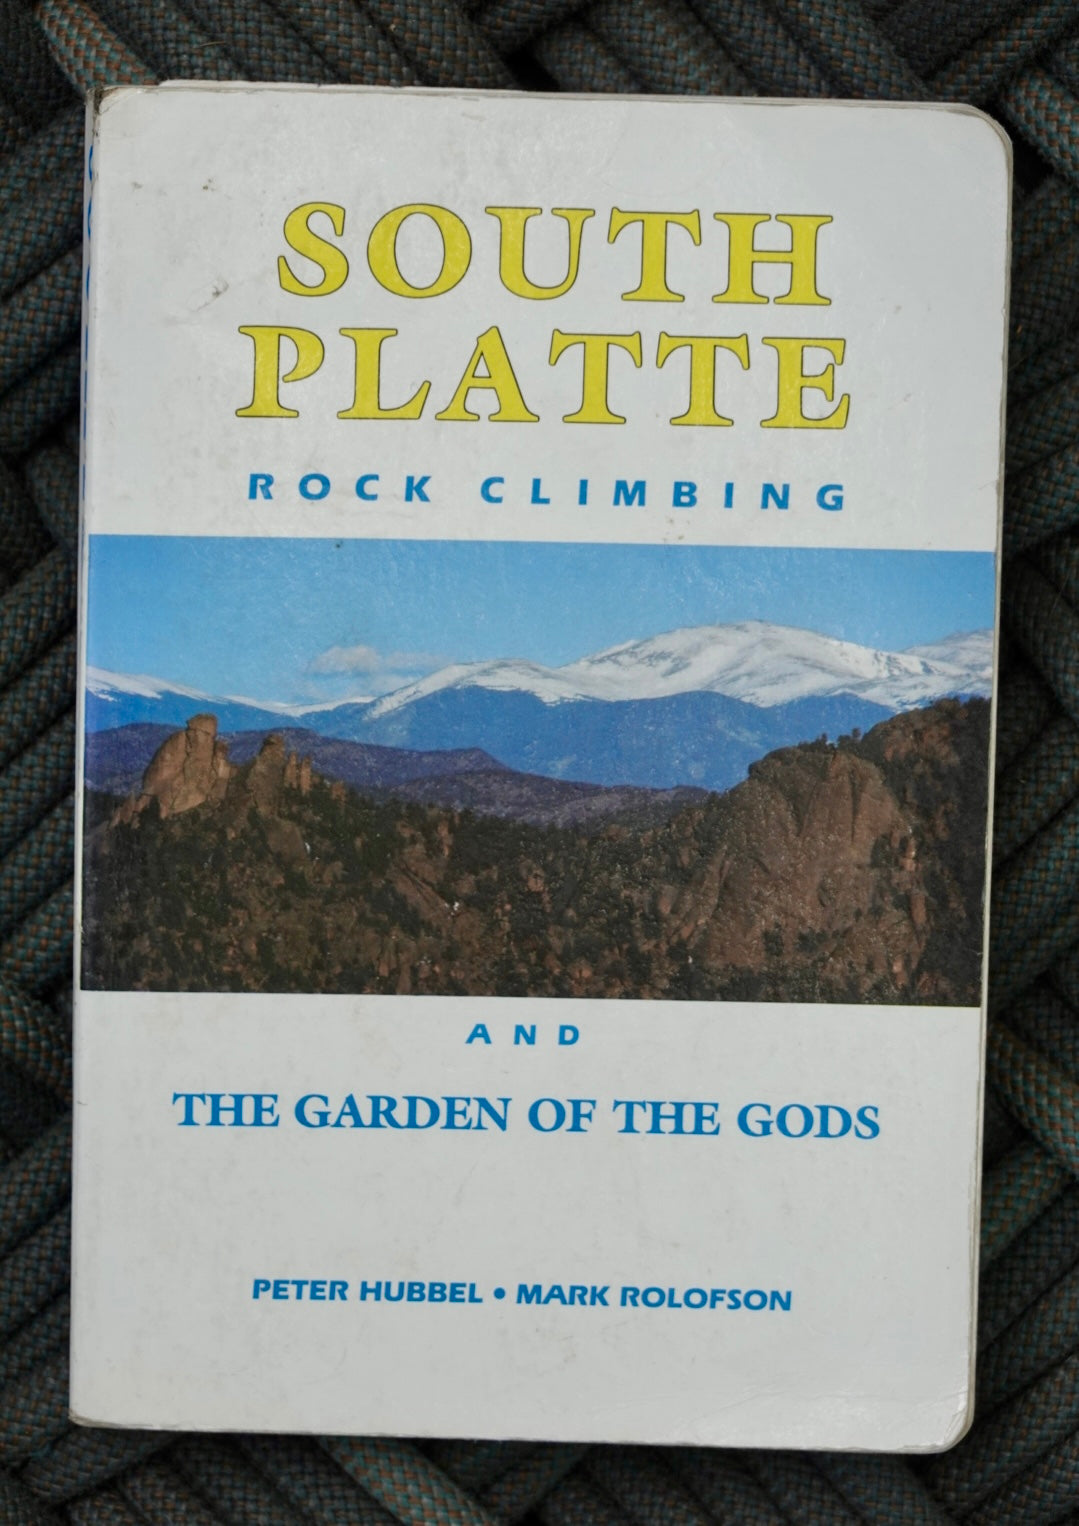 SOUTH
PLATTE
ROCK CLIMBING
AND
THE GARDEN OF THE GODS
PETER HUBBEL • MARK ROLOFSON